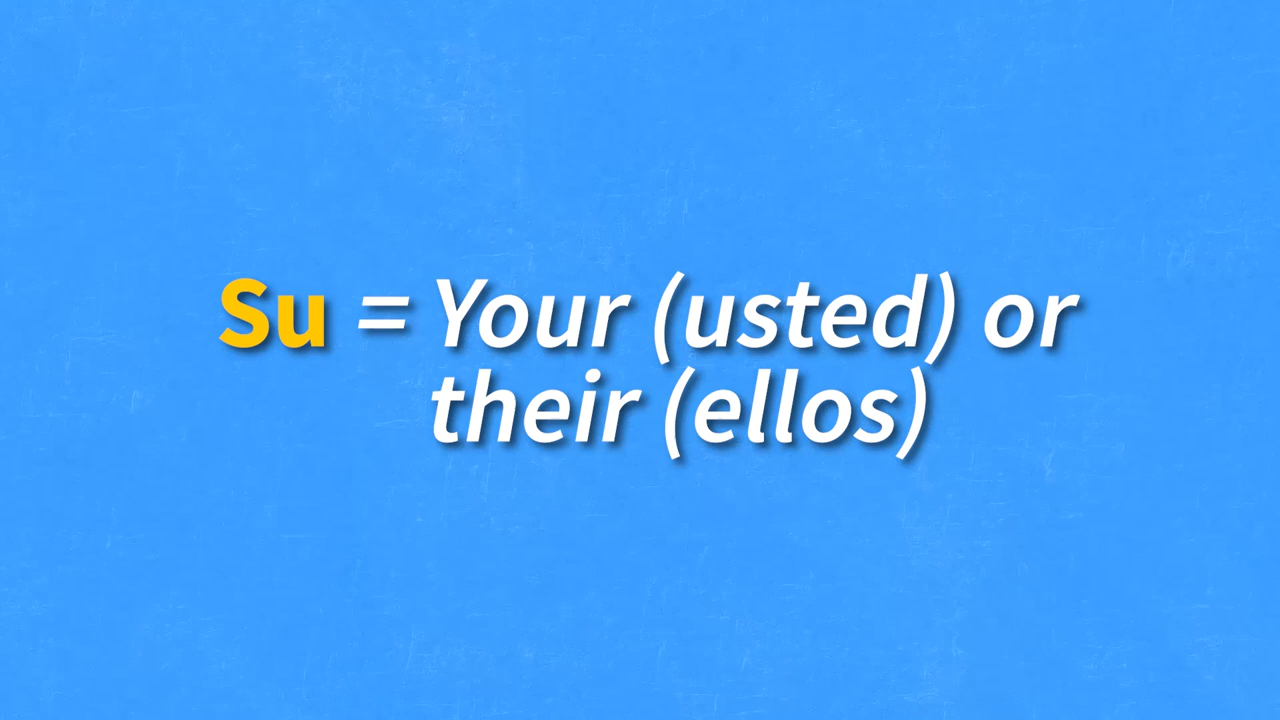 Su = Your (usted) or
their (ellos)